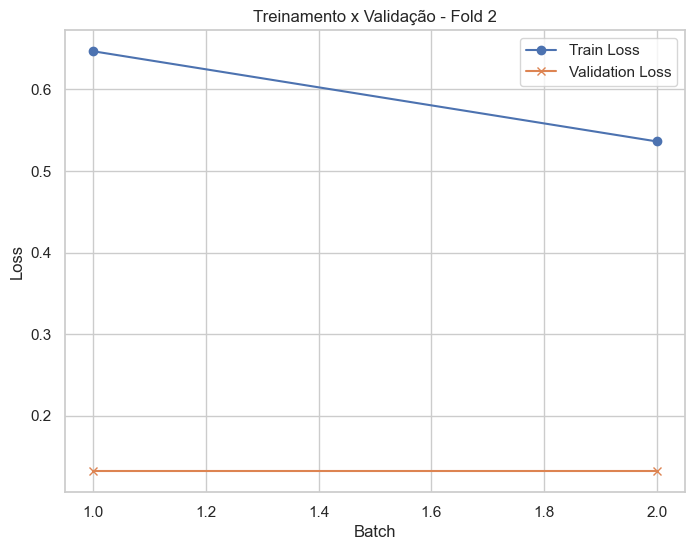 Treinamento x Validação - Fold 2
Train Loss
Validation Loss
0.6
0.5
0.4
0.3
0.2
Loss
1.0 1.2 1.4 1.6 1.8 2.0
Batch